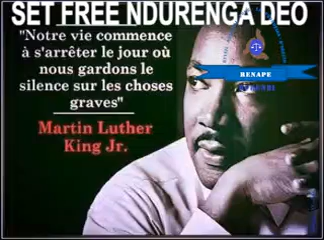 SET FREE NDURENGA DEO
"Notre vie commence
à s'arrêter le jour où
nous gardons le
silence sur les choses
graves"
Martin Luther
King Jr.
RENAPE
BURUNDI